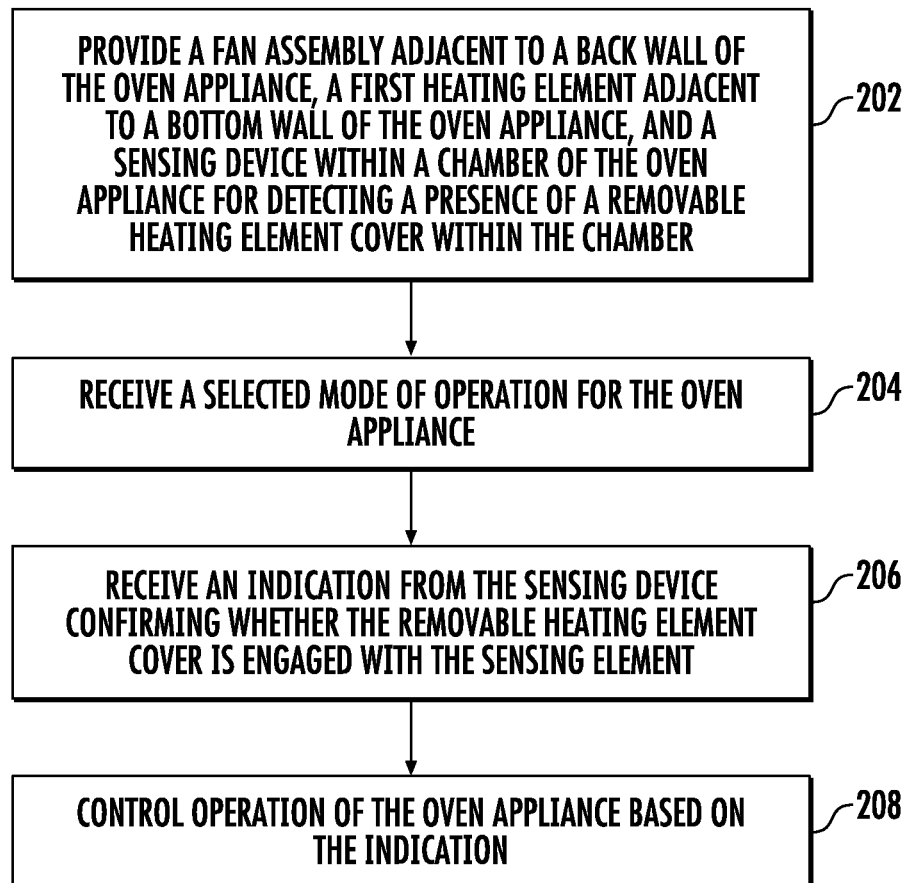 PROVIDE A FAN ASSEMBLY ADJACENT TO A BACK WALL OF
THE OVEN APPLIANCE, A FIRST HEATING ELEMENT ADJACENT
TO A BOTTOM WALL OF THE OVEN APPLIANCE, AND A
SENSING DEVICE WITHIN A CHAMBER OF THE OVEN
APPLIANCE FOR DETECTING A PRESENCE OF A REMOVABLE
HEATING ELEMENT COVER WITHIN THE CHAMBER
202
RECEIVE A SELECTED MODE OF OPERATION FOR THE OVEN
APPLIANCE
204
RECEIVE AN INDICATION FROM THE SENSING DEVICE
CONFIRMING WHETHER THE REMOVABLE HEATING ELEMENT
COVER IS ENGAGED WITH THE SENSING ELEMENT
206
CONTROL OPERATION OF THE OVEN APPLIANCE BASED ON
THE INDICATION
208